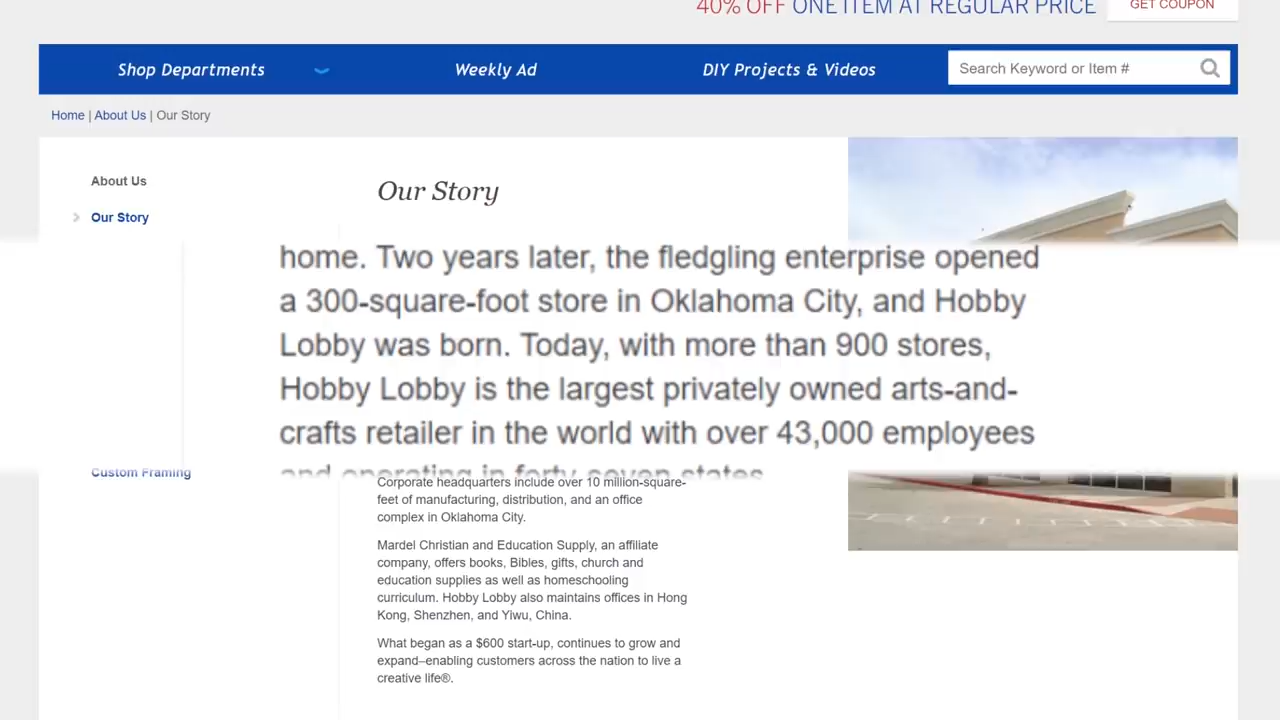 40% OFF ONE ITEM AT REGULAR PRICE
GET COUPON
Shop Departments
Weekly Ad
DIY Projects & Videos
Search Keyword or Item #
Home | About Us | Our Story
About Us
Our Story
Our Story
home. Two years later, the fledgling enterprise opened
a 300-square-foot store in Oklahoma City, and Hobby
Lobby was born. Today, with more than 900 stores,
Hobby Lobby is the largest privately owned arts-and-
crafts retailer in the world with over 43,000 employees
and operating in forty-seven states.
Custom Framing
Corporate headquarters include over 10 million-square-
feet of manufacturing, distribution, and an office
complex in Oklahoma City.
Mardel Christian and Education Supply, an affiliate
company, offers books, Bibles, gifts, church and
education supplies as well as homeschooling
curriculum. Hobby Lobby also maintains offices in Hong
Kong, Shenzhen, and Yiwu, China.
What began as a $600 start-up, continues to grow and
expand–enabling customers across the nation to live a
creative life®.